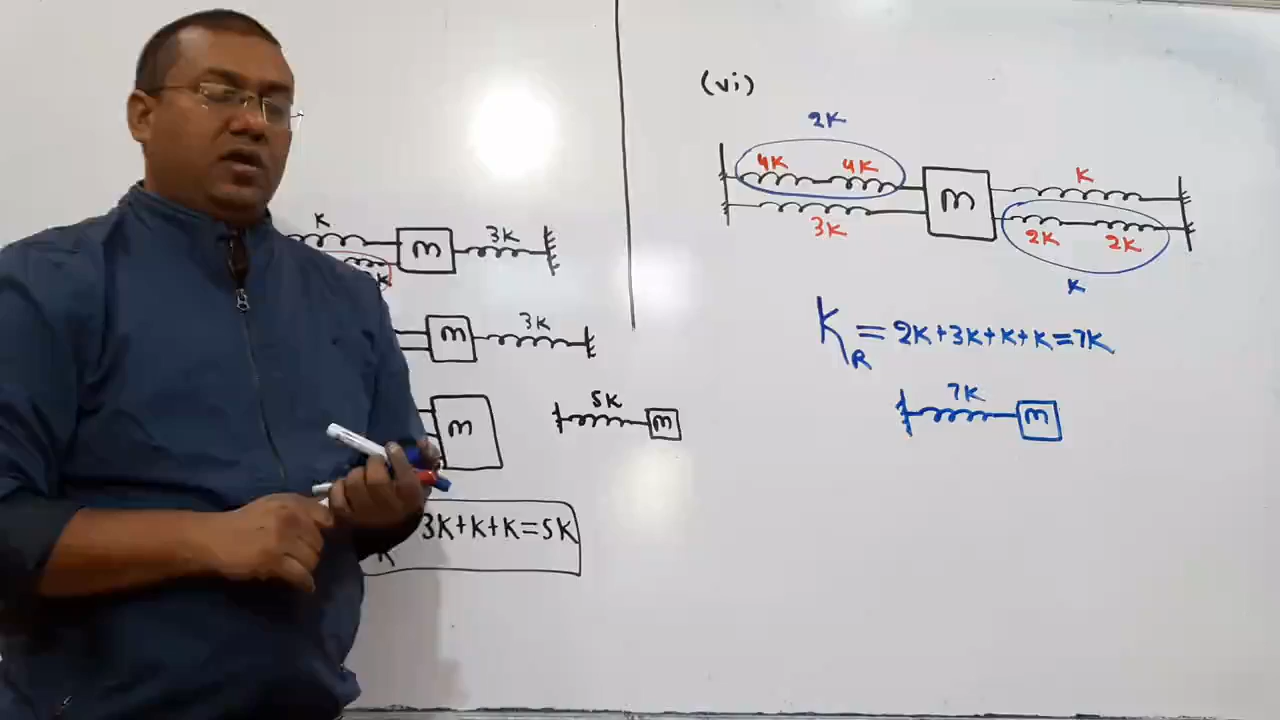 K
3K
m
K
3K
m
5K
m
m
3K+K+K=5K
R
(vi)
2K
4K 4K
K
m
3K
2K 2K
K
K_R = 2K+3K+K+K=7K
7K
m